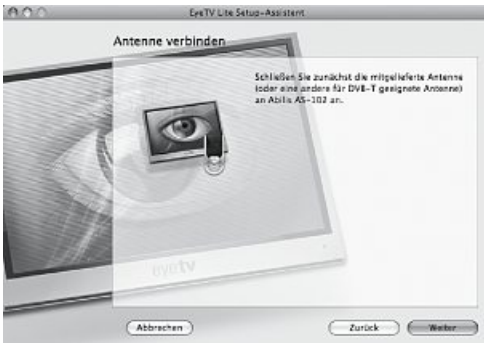 EyeTV Lite Setup-Assistent
Antenne verbinden
Schließen Sie zunächst die mitgelieferte Antenne
(oder eine andere für DVB-T geeignete Antenne)
an Abilis AS-102 an.
eyetv
Abbrechen
Zurück
Weiter